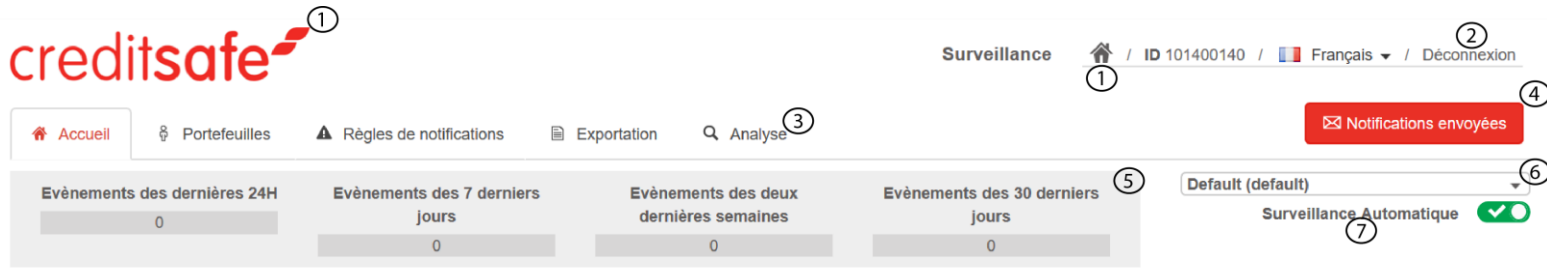 ①
creditsafe
②
Surveillance / ID 101400140 / Français / Déconnexion
①
④
Accueil Portefeuilles Règles de notifications Exportation Analyse ③
Notifications envoyées
⑤
⑥
Evènements des dernières 24H
0
Evènements des 7 derniers
jours
0
Evènements des deux
dernières semaines
0
Evènements des 30 derniers
jours
0
Default (default)
Surveillance Automatique
⑦